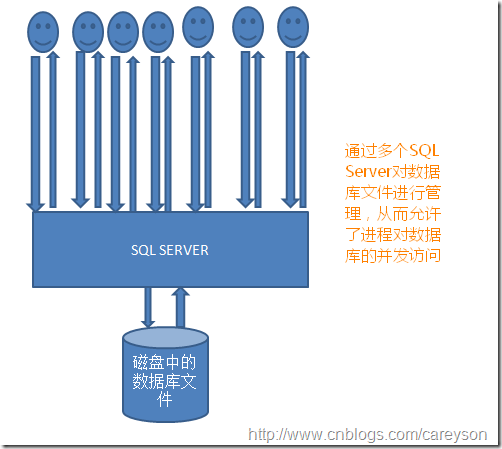 通过多个SQL
Server对数据
库文件进行管
理，从而允许
了进程对数据
库的并发访问
SQL SERVER
磁盘中的
数据库文
件
http://www.cnblogs.com/careyson